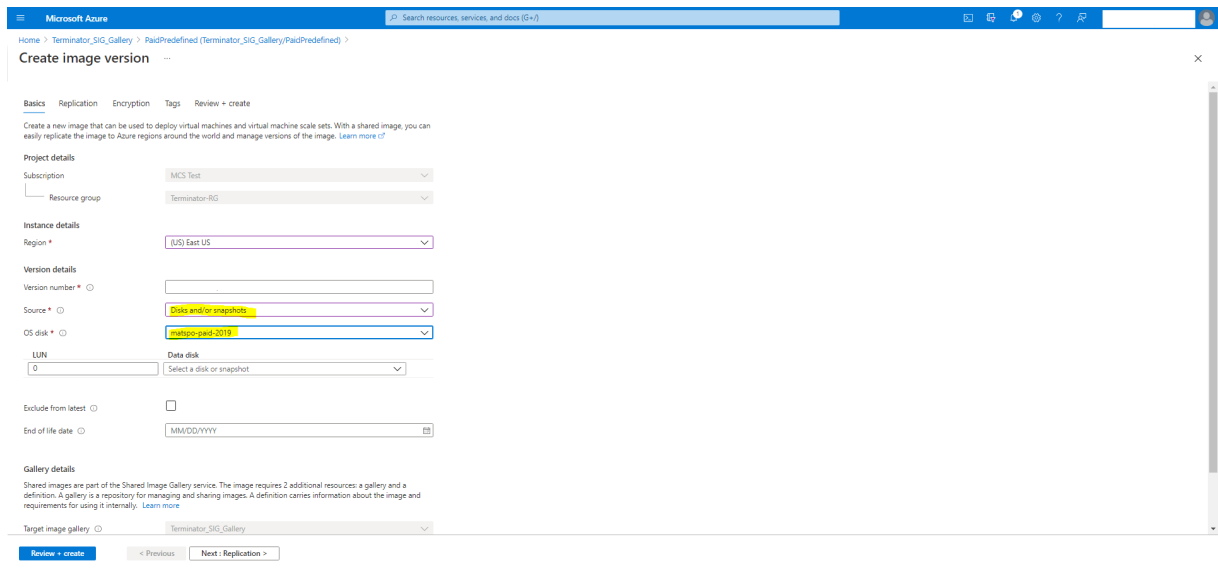 Microsoft Azure
Search resources, services, and docs (G+/)
1
Home > Terminator_SIG_Gallery > PaidPredefined (Terminator_SIG_Gallery/PaidPredefined) >
Create image version ...
Basics Replication Encryption Tags Review + create
Create a new image that can be used to deploy virtual machines and virtual machine scale sets. With a shared image, you can
easily replicate the image to Azure regions around the world and manage versions of the image. Learn more
Project details
Subscription MCS Test
Resource group Terminator-RG
Instance details
Region * (US) East US
Version details
Version number *
Source * Disks and/or snapshots
OS disk * matspo-paid-2019
LUN Data disk
0 Select a disk or snapshot
Exclude from latest
End of life date MM/DD/YYYY
Gallery details
Shared images are part of the Shared Image Gallery service. The image requires 2 additional resources: a gallery and a
definition. A gallery is a repository for managing and sharing images. A definition carries information about the image and
requirements for using it internally. Learn more
Target image gallery Terminator_SIG_Gallery
Review + create < Previous Next : Replication >